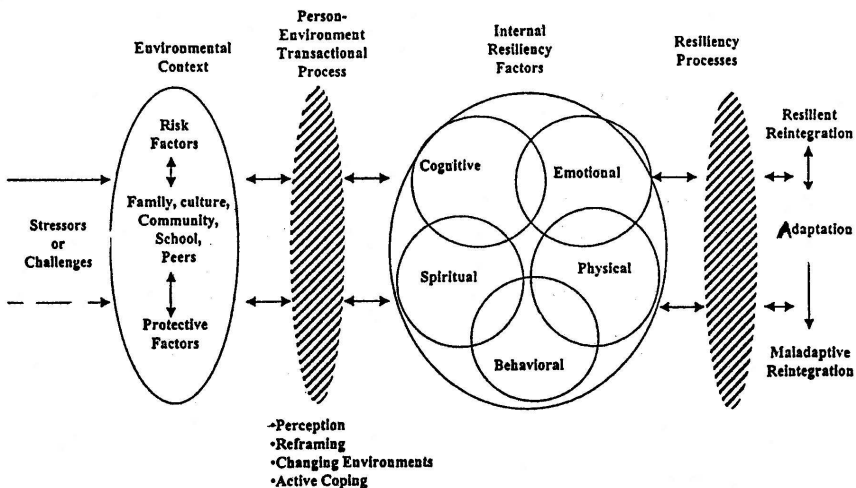 Environmental
Context
Person-
Environment
Transactional
Process
Internal
Resiliency
Factors
Resiliency
Processes
Stressors
or
Challenges
Risk
Factors
Family, culture,
Community,
School,
Peers
Protective
Factors
Cognitive
Emotional
Spiritual
Physical
Behavioral
Resilient
Reintegration
Adaptation
Maladaptive
Reintegration
•Perception
•Reframing
•Changing Environments
•Active Coping